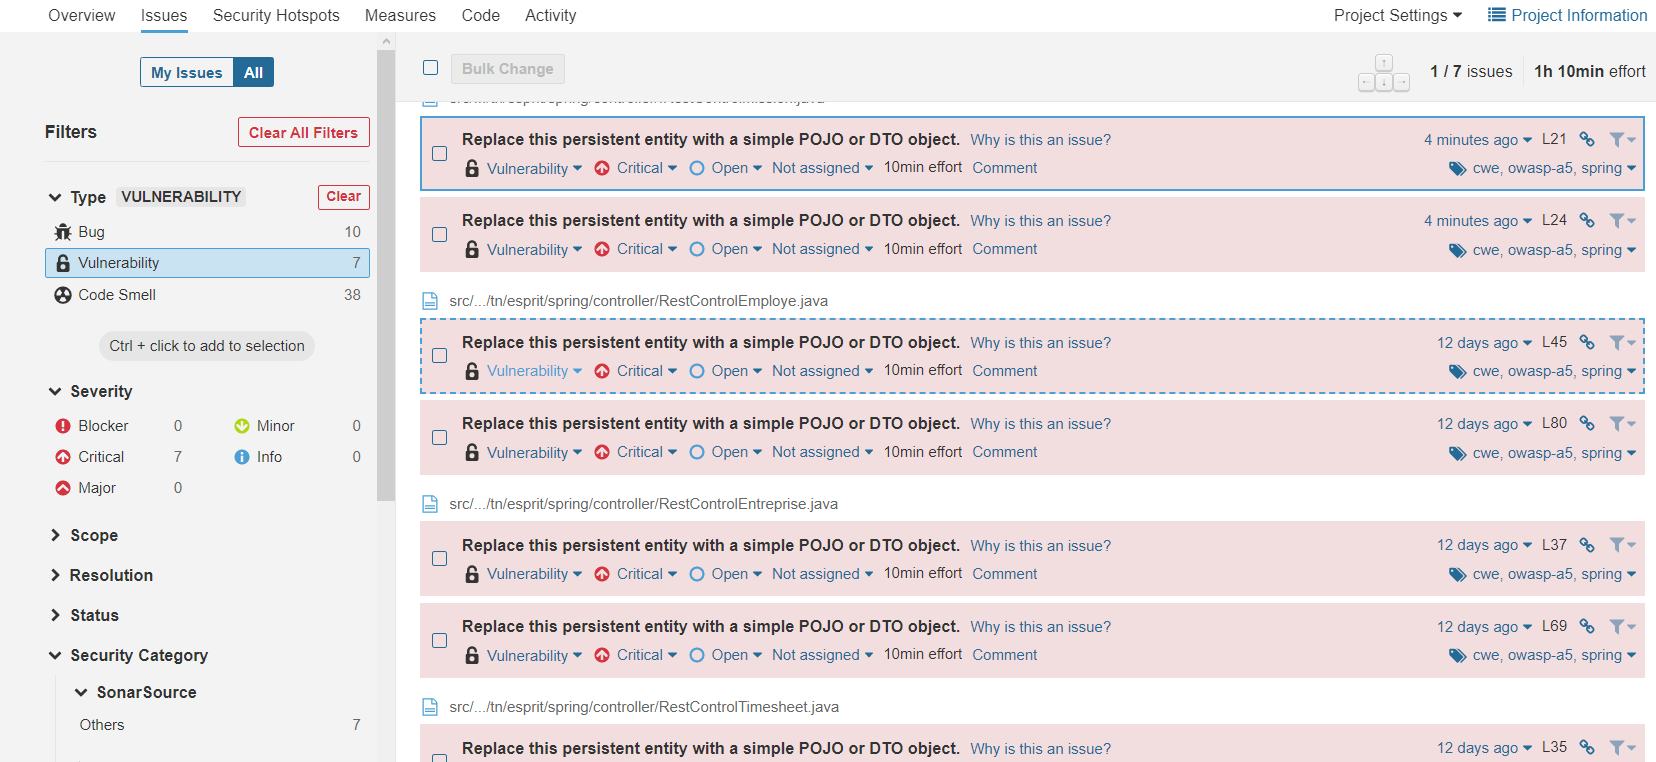 Overview Issues Security Hotspots Measures Code Activity Project Settings Project Information
My Issues All
Bulk Change
1 / 7 issues 1h 10min effort
Filters Clear All Filters
Type VULNERABILITY Clear
Bug 10
Vulnerability 7
Code Smell 38
Ctrl + click to add to selection
Severity
Blocker 0 Minor 0
Critical 7 Info 0
Major 0
Scope
Resolution
Status
Security Category
SonarSource
Others 7
Replace this persistent entity with a simple POJO or DTO object. Why is this an issue? 4 minutes ago L21
Vulnerability Critical Open Not assigned 10min effort Comment cwe, owasp-a5, spring
Replace this persistent entity with a simple POJO or DTO object. Why is this an issue? 4 minutes ago L24
Vulnerability Critical Open Not assigned 10min effort Comment cwe, owasp-a5, spring
src/.../tn/esprit/spring/controller/RestControlEmploye.java
Replace this persistent entity with a simple POJO or DTO object. Why is this an issue? 12 days ago L45
Vulnerability Critical Open Not assigned 10min effort Comment cwe, owasp-a5, spring
Replace this persistent entity with a simple POJO or DTO object. Why is this an issue? 12 days ago L80
Vulnerability Critical Open Not assigned 10min effort Comment cwe, owasp-a5, spring
src/.../tn/esprit/spring/controller/RestControlEntreprise.java
Replace this persistent entity with a simple POJO or DTO object. Why is this an issue? 12 days ago L37
Vulnerability Critical Open Not assigned 10min effort Comment cwe, owasp-a5, spring
Replace this persistent entity with a simple POJO or DTO object. Why is this an issue? 12 days ago L69
Vulnerability Critical Open Not assigned 10min effort Comment cwe, owasp-a5, spring
src/.../tn/esprit/spring/controller/RestControlTimesheet.java
Replace this persistent entity with a simple POJO or DTO object. Why is this an issue? 12 days ago L35